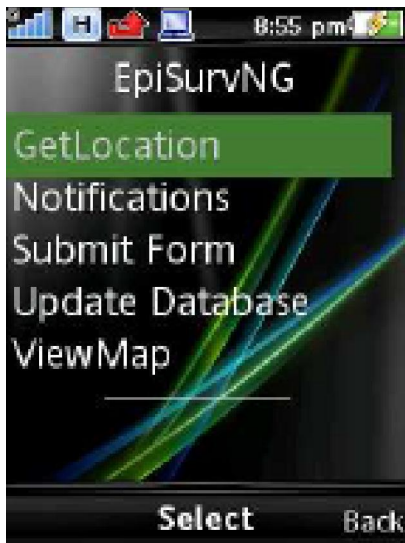 H 8:55 pm
EpiSurvNG
GetLocation
Notifications
Submit Form
Update Database
ViewMap
Select Back